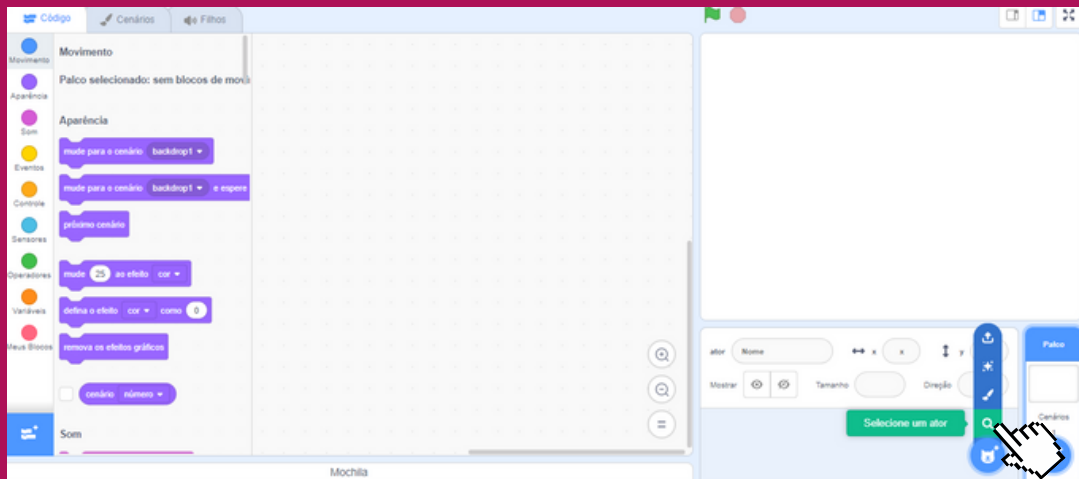 Código
Cenários
Filhos
Movimento
Aparência
Som
Eventos
Controle
Sensores
Operadores
Variáveis
Meus Blocos
Movimento
Palco selecionado: sem blocos de mov
Aparência
mude para o cenário backdrop1
mude para o cenário backdrop1 e espere
próximo cenário
mude 25 ao efeito cor
defina o efeito cor como 0
remova os efeitos gráficos
cenário número
Som
Mochila
ator Nome x x y
Mostrar Tamanho Direção
Selecione um ator
Palco
Cenários